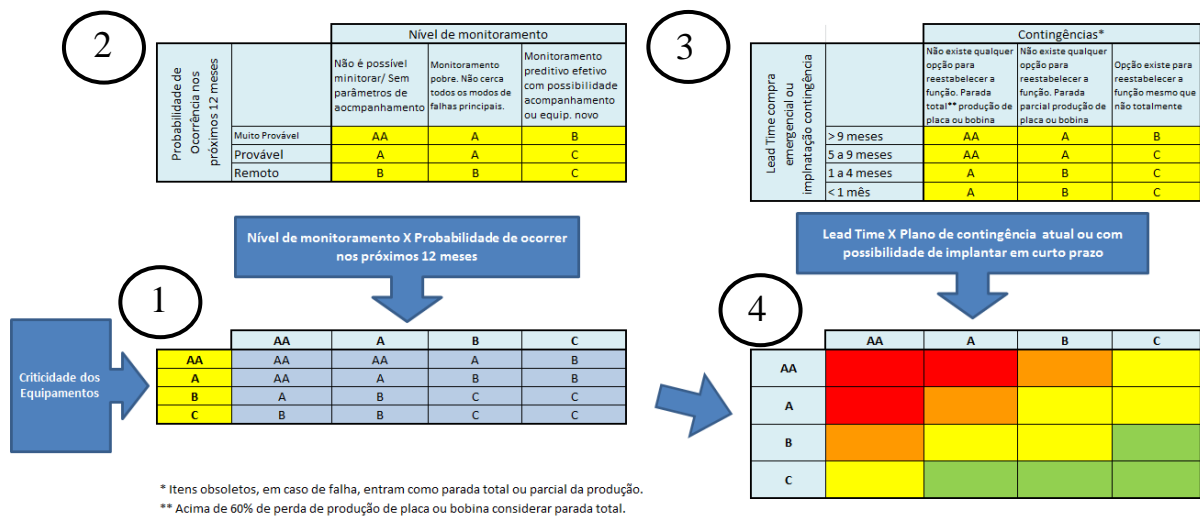 2
Nível de monitoramento
Probabilidade de
Ocorrência nos
próximos 12 meses
Não é possível
minitorar/ Sem
parâmetros de
aocmpanhamento
Monitoramento
pobre. Não cerca
todos os modos de
falhas principais.
Monitoramento
preditivo efetivo
com possibilidade
acompanhamento
ou equip. novo
Muito Provável AA A B
Provável A A C
Remoto B B C
3
Contingências*
Lead Time compra
emergencial ou
implnatação contingência
Não existe qualquer
opção para
reestabelecer a
função. Parada
total** produção de
placa ou bobina
Não existe qualquer
opção para
reestabelecer a
função. Parada
parcial produção de
placa ou bobina
Opção existe para
reestabelecer a
função mesmo que
não totalmente
> 9 meses AA A B
5 a 9 meses AA A C
1 a 4 meses A B C
< 1 mês A B C
Nível de monitoramento X Probabilidade de ocorrer
nos próximos 12 meses
Lead Time X Plano de contingência atual ou com
possibilidade de implantar em curto prazo
1
Criticidade dos
Equipamentos
AA A B C
AA AA AA A B
A AA A B B
B A B C C
C B B C C
4
AA A B C
AA
A
B
C
* Itens obsoletos, em caso de falha, entram como parada total ou parcial da produção.
** Acima de 60% de perda de produção de placa ou bobina considerar parada total.